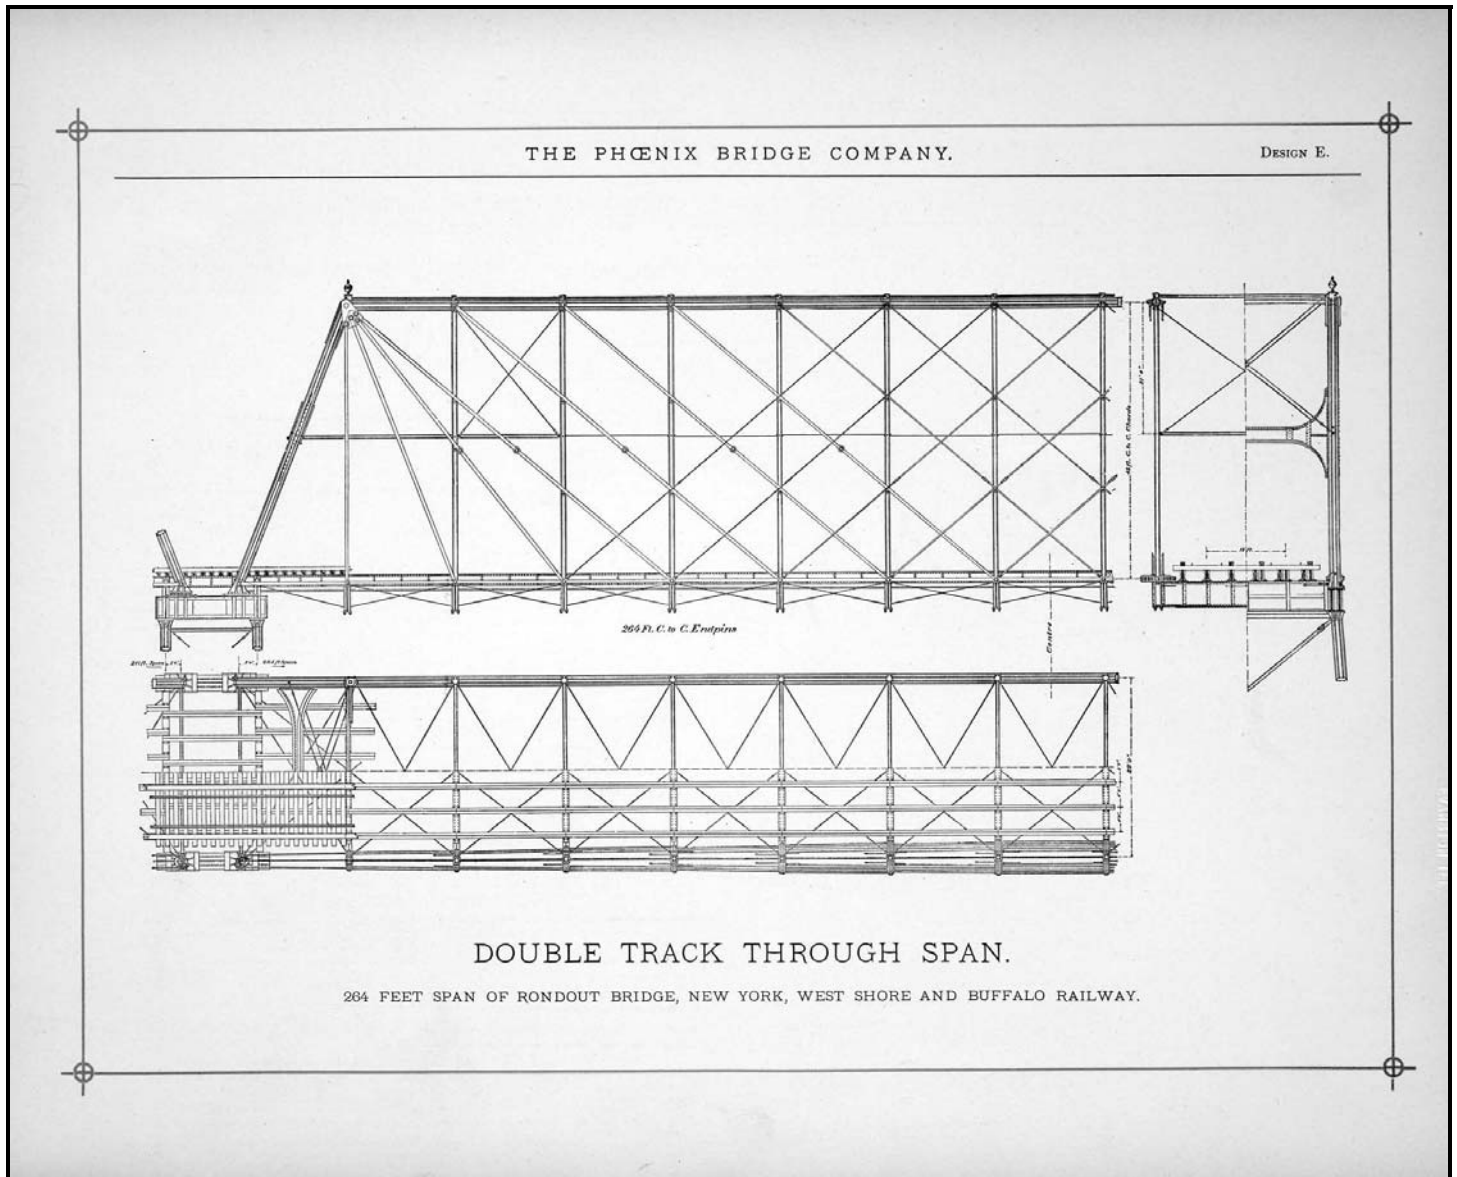 THE PHŒNIX BRIDGE COMPANY.
DESIGN E.
264 Ft. C. to C. Endpins
Centre
DOUBLE TRACK THROUGH SPAN.
264 FEET SPAN OF RONDOUT BRIDGE, NEW YORK, WEST SHORE AND BUFFALO RAILWAY.